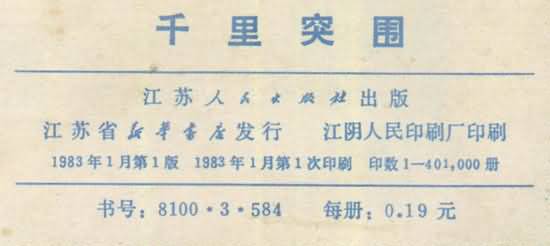 千里突围
江苏人民出版社出版
江苏省新华书店发行 江阴人民印刷厂印刷
1983年1月第1版 1983年1月第1次印刷 印数1—401,000册
书号：8100·3·584 每册：0.19元